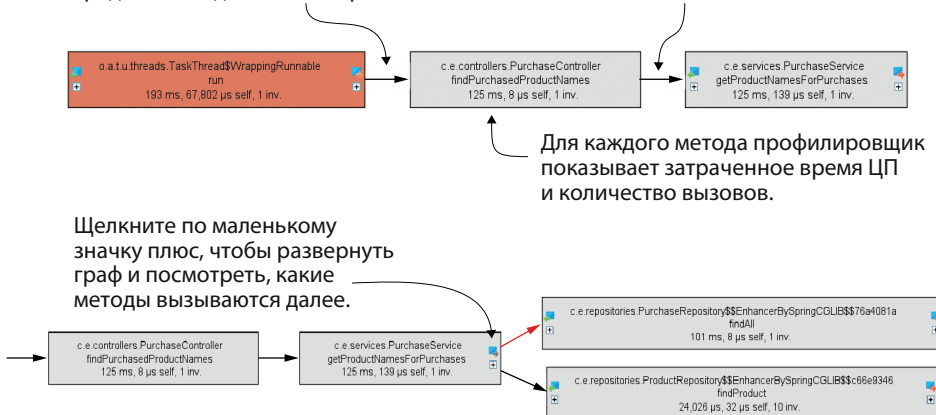 o.a.t.u.threads.TaskThread$WrappingRunnable
run
193 ms, 67,802 µs self, 1 inv.
c.e.controllers.PurchaseController
findPurchasedProductNames
125 ms, 8 µs self, 1 inv.
c.e.services.PurchaseService
getProductNamesForPurchases
125 ms, 139 µs self, 1 inv.
Для каждого метода профилировщик
показывает затраченное время ЦП
и количество вызовов.
Щелкните по маленькому
значку плюс, чтобы развернуть
граф и посмотреть, какие
методы вызываются далее.
c.e.repositories.PurchaseRepository$$EnhancerBySpringCGLIB$$76a4081a
findAll
101 ms, 8 µs self, 1 inv.
c.e.controllers.PurchaseController
findPurchasedProductNames
125 ms, 8 µs self, 1 inv.
c.e.services.PurchaseService
getProductNamesForPurchases
125 ms, 139 µs self, 1 inv.
c.e.repositories.ProductRepository$$EnhancerBySpringCGLIB$$c66e9346
findProduct
24,026 µs, 32 µs self, 10 inv.